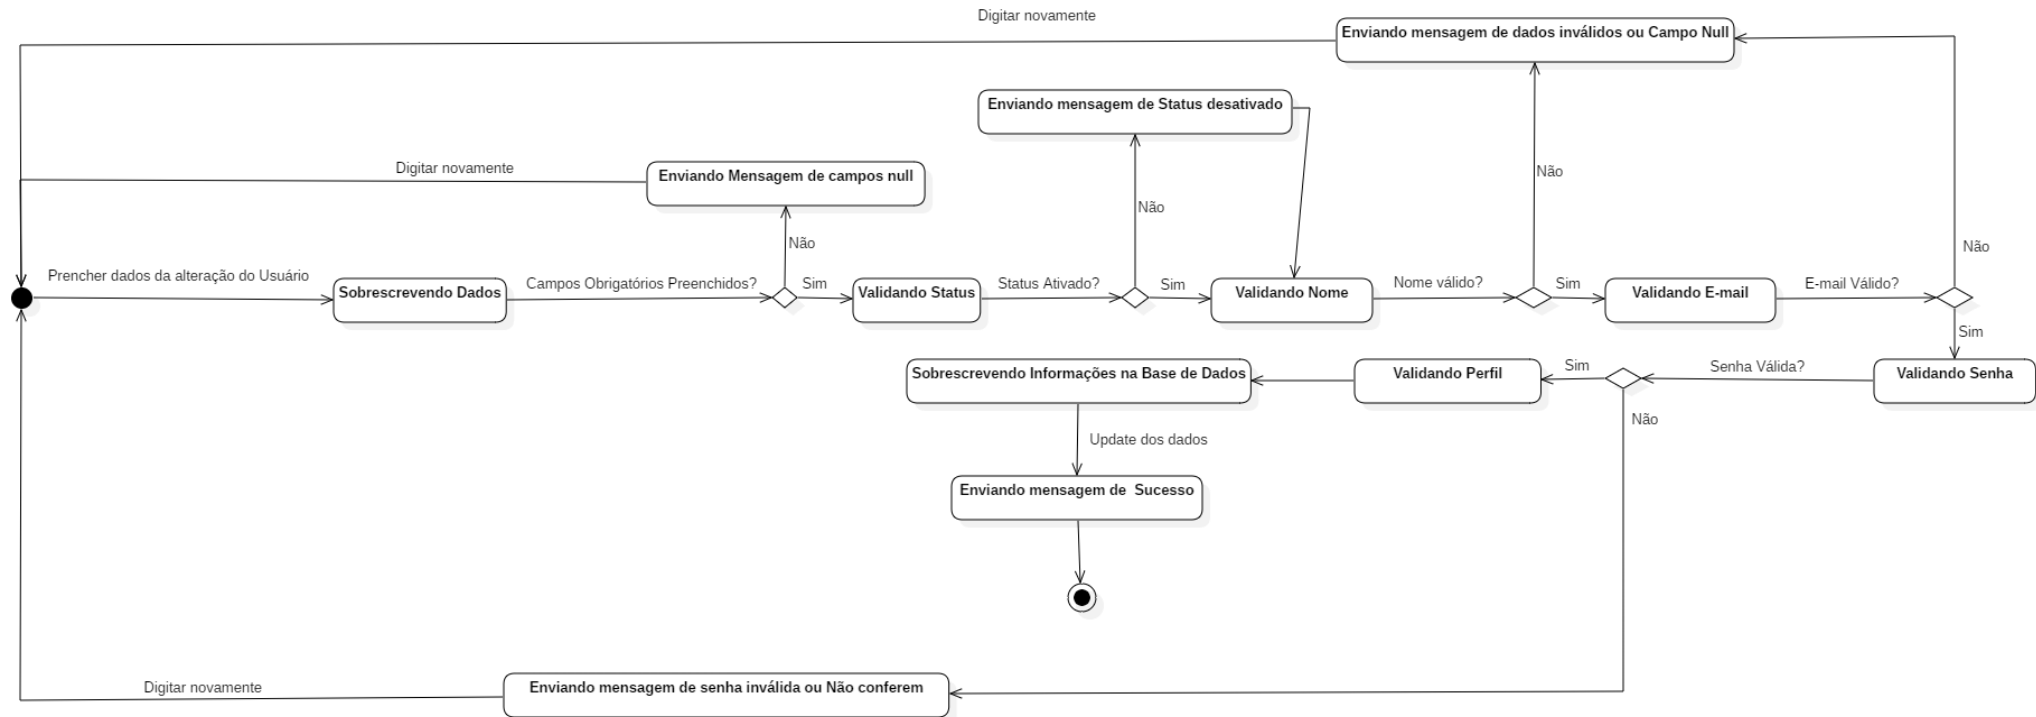 Digitar novamente
Enviando mensagem de dados inválidos ou Campo Null
Enviando mensagem de Status desativado
Digitar novamente
Enviando Mensagem de campos null
Não
Não
Não
Não
Prencher dados da alteração do Usuário
Sobrescrevendo Dados
Campos Obrigatórios Preenchidos?
Sim
Validando Status
Status Ativado?
Sim
Validando Nome
Nome válido?
Sim
Validando E-mail
E-mail Válido?
Sim
Validando Senha
Senha Válida?
Sim
Validando Perfil
Sobrescrevendo Informações na Base de Dados
Não
Update dos dados
Enviando mensagem de  Sucesso
Digitar novamente
Enviando mensagem de senha inválida ou Não conferem